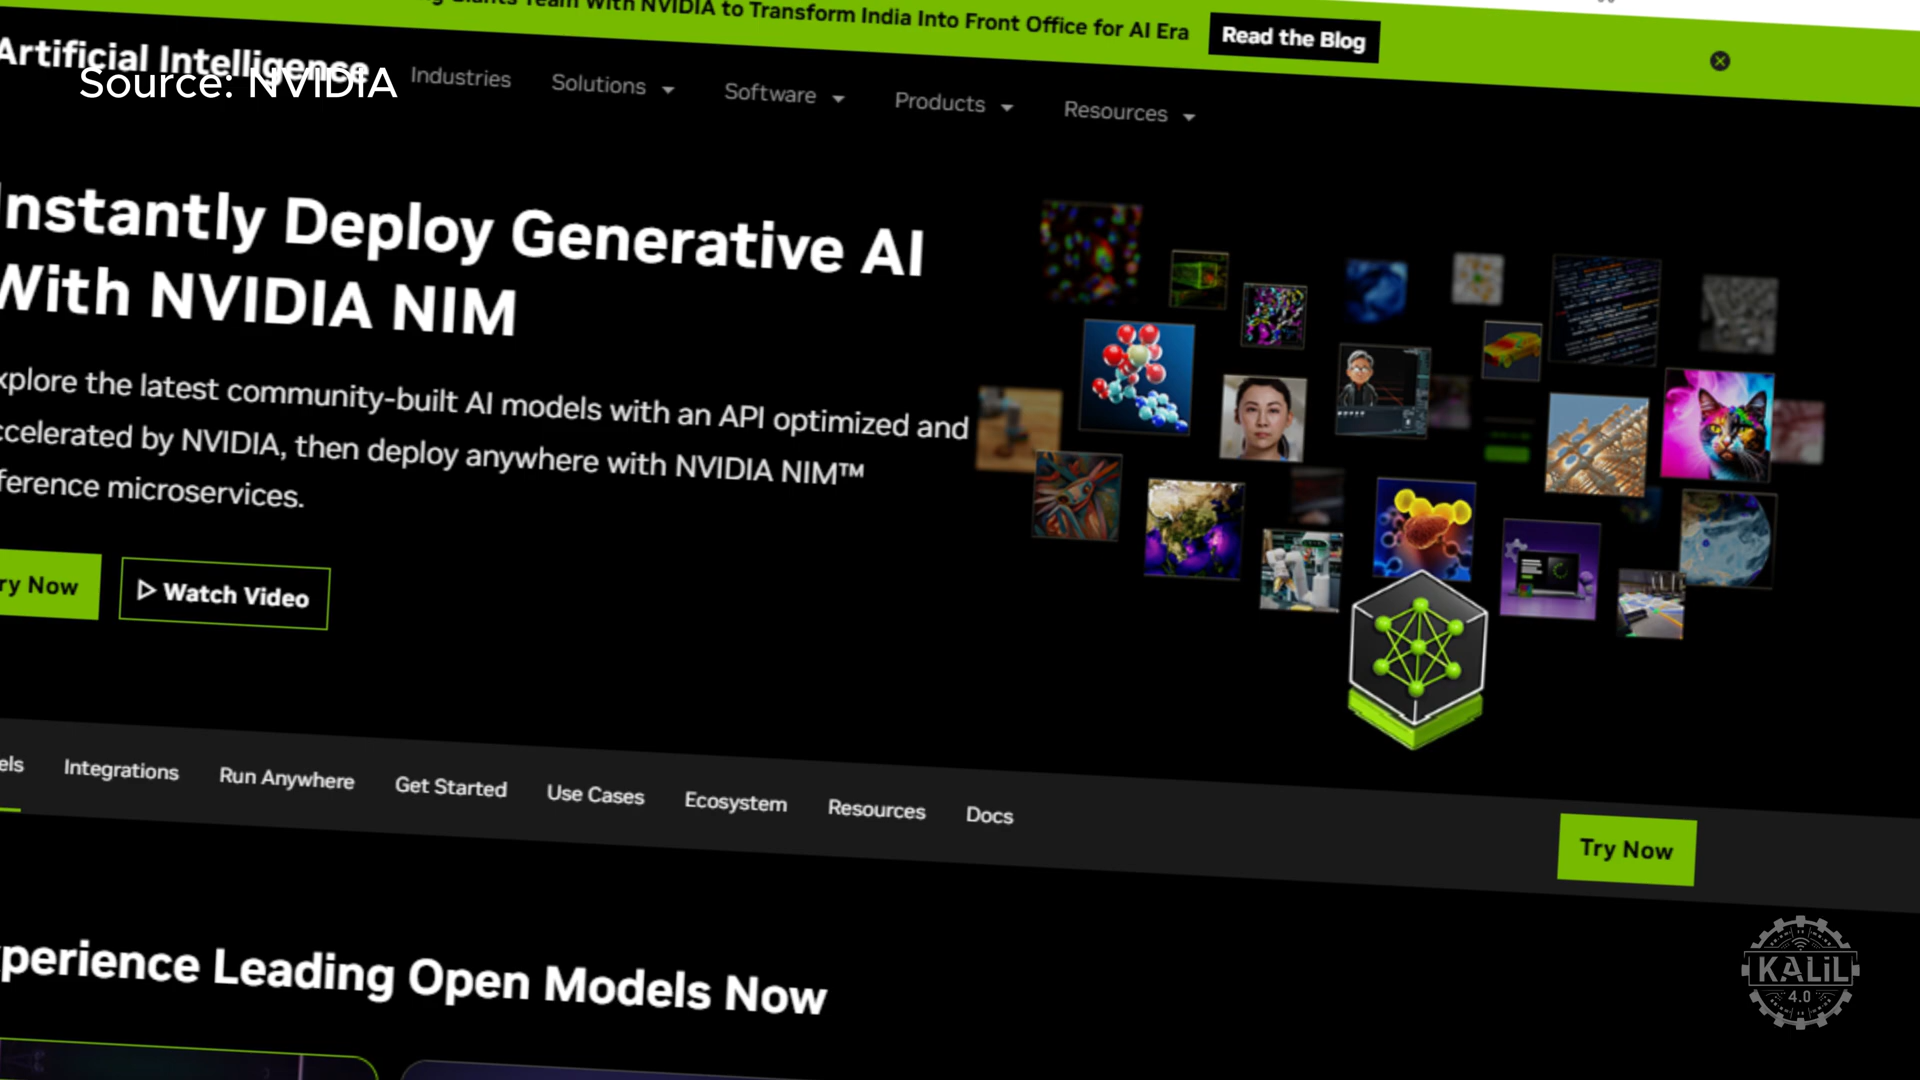 Giants Team With NVIDIA to Transform India Into Front Office for AI Era
Read the Blog
Artificial Intelligence
Industries
Solutions
Software
Products
Resources
Source: NVIDIA
Instantly Deploy Generative AI
With NVIDIA NIM
xplore the latest community-built AI models with an API optimized and
ccelerated by NVIDIA, then deploy anywhere with NVIDIA NIM™
ference microservices.
ry Now
Watch Video
els
Integrations
Run Anywhere
Get Started
Use Cases
Ecosystem
Resources
Docs
Try Now
xperience Leading Open Models Now
KALiL
4.0